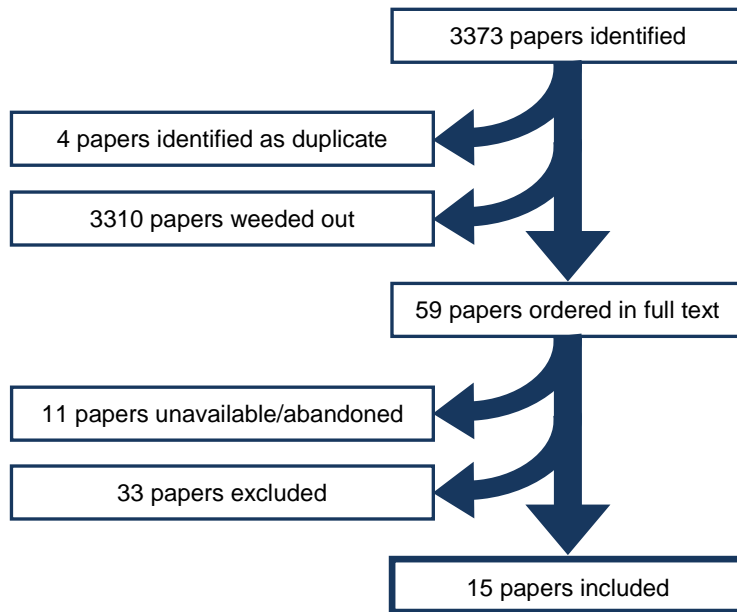 3373 papers identified
4 papers identified as duplicate
3310 papers weeded out
59 papers ordered in full text
11 papers unavailable/abandoned
33 papers excluded
15 papers included